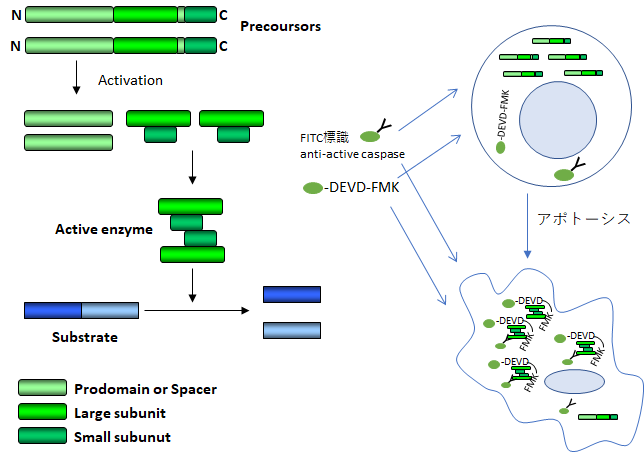 N
C
Precoursors
N
C
Activation
Active enzyme
Substrate
Prodomain or Spacer
Large subunit
Small subunut
FITC標識
anti-active caspase
-DEVD-FMK
-DEVD-FMK
アポトーシス
-DEVD
FMK
-DEVD
FMK
-DEVD
FMK
-DEVD
FMK